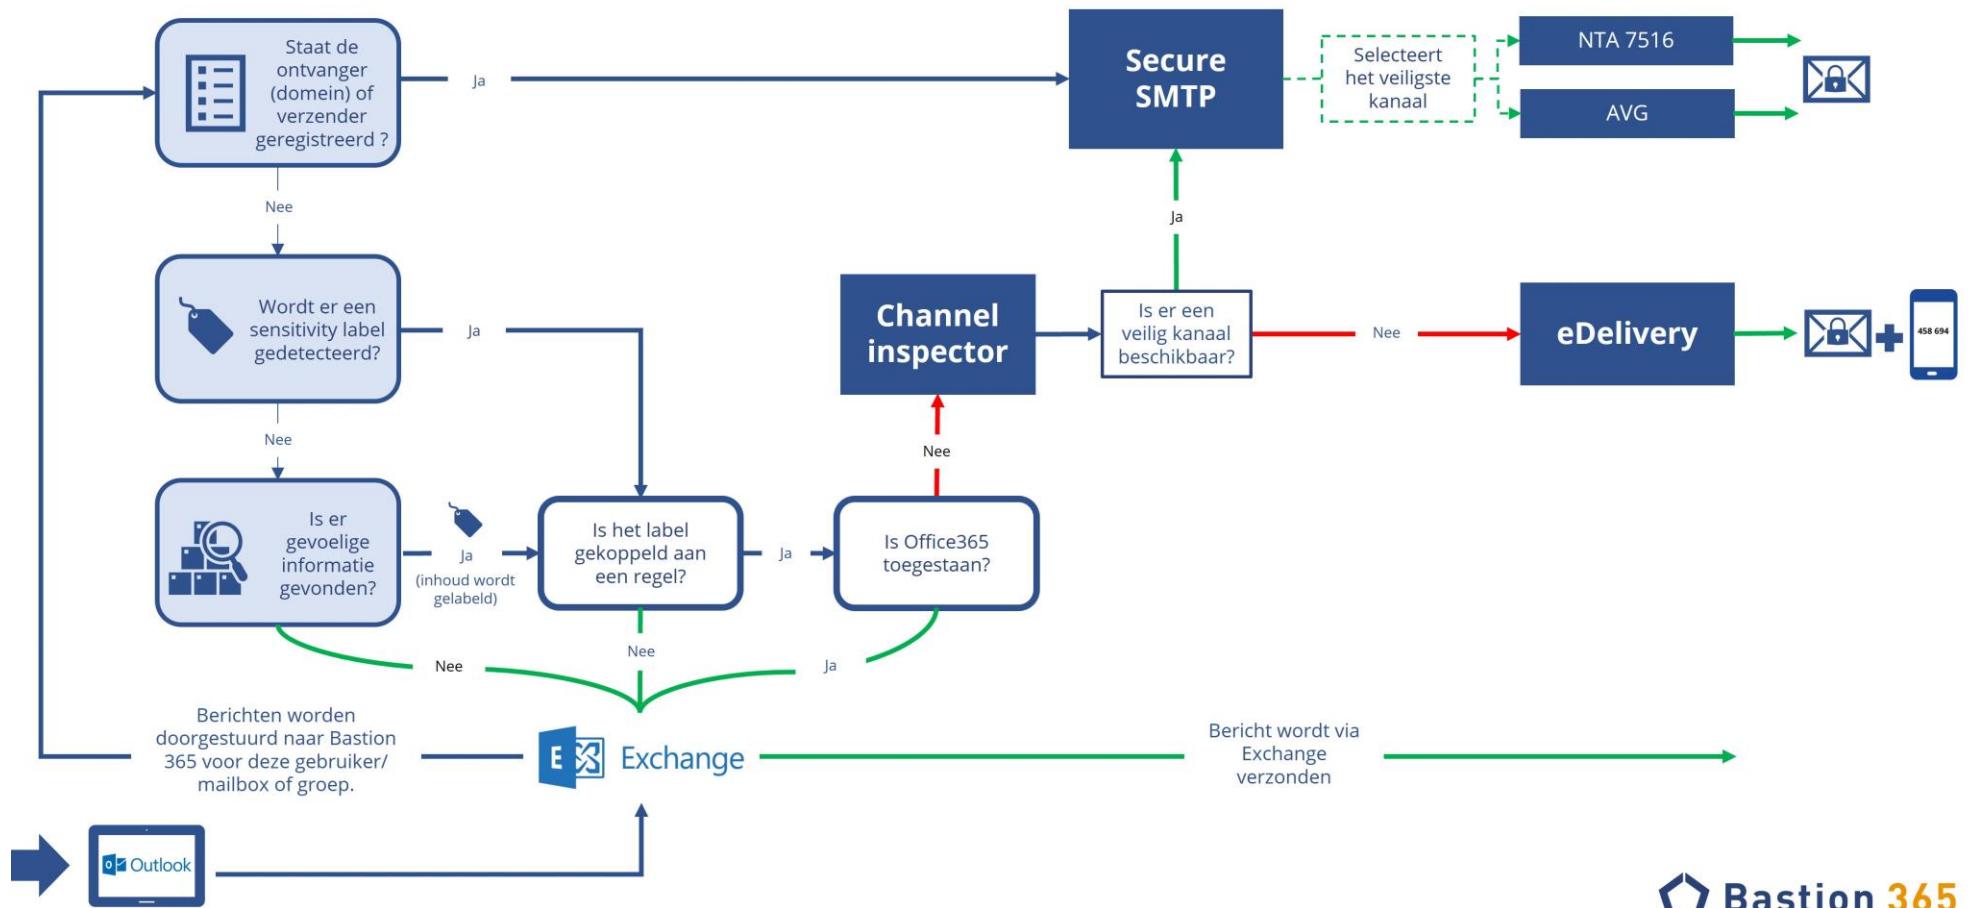 Staat de
ontvanger
(domein) of
verzender
geregistreerd ?
Ja
Secure
SMTP
Selecteert
het veiligste
kanaal
NTA 7516
AVG
Nee
Ja
Wordt er een
sensitivity label
gedetecteerd?
Ja
Channel
inspector
Is er een
veilig kanaal
beschikbaar?
Nee
eDelivery
458 694
Nee
Nee
Is er
gevoelige
informatie
gevonden?
Ja
(inhoud wordt
gelabeld)
Is het label
gekoppeld aan
een regel?
Ja
Is Office365
toegestaan?
Nee
Nee
Ja
Berichten worden
doorgestuurd naar Bastion
365 voor deze gebruiker/
mailbox of groep.
E Exchange
Bericht wordt via
Exchange
verzonden
o Outlook
Bastion 365